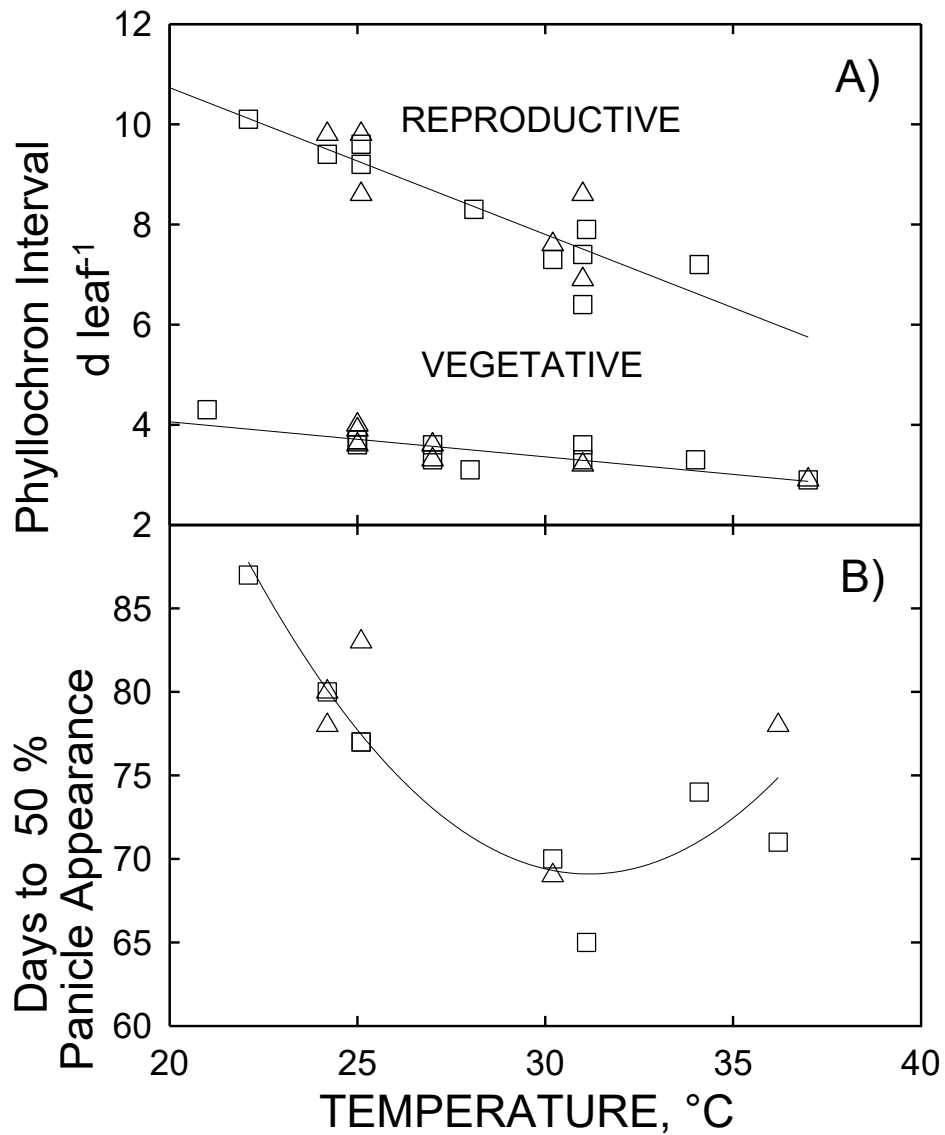 12
A)
10
REPRODUCTIVE
8
6
VEGETATIVE
4
2
Phyllochron Interval
d leaf⁻¹
B)
85
80
75
70
65
60
Days to 50 %
Panicle Appearance
20 25 30 35 40
TEMPERATURE, °C